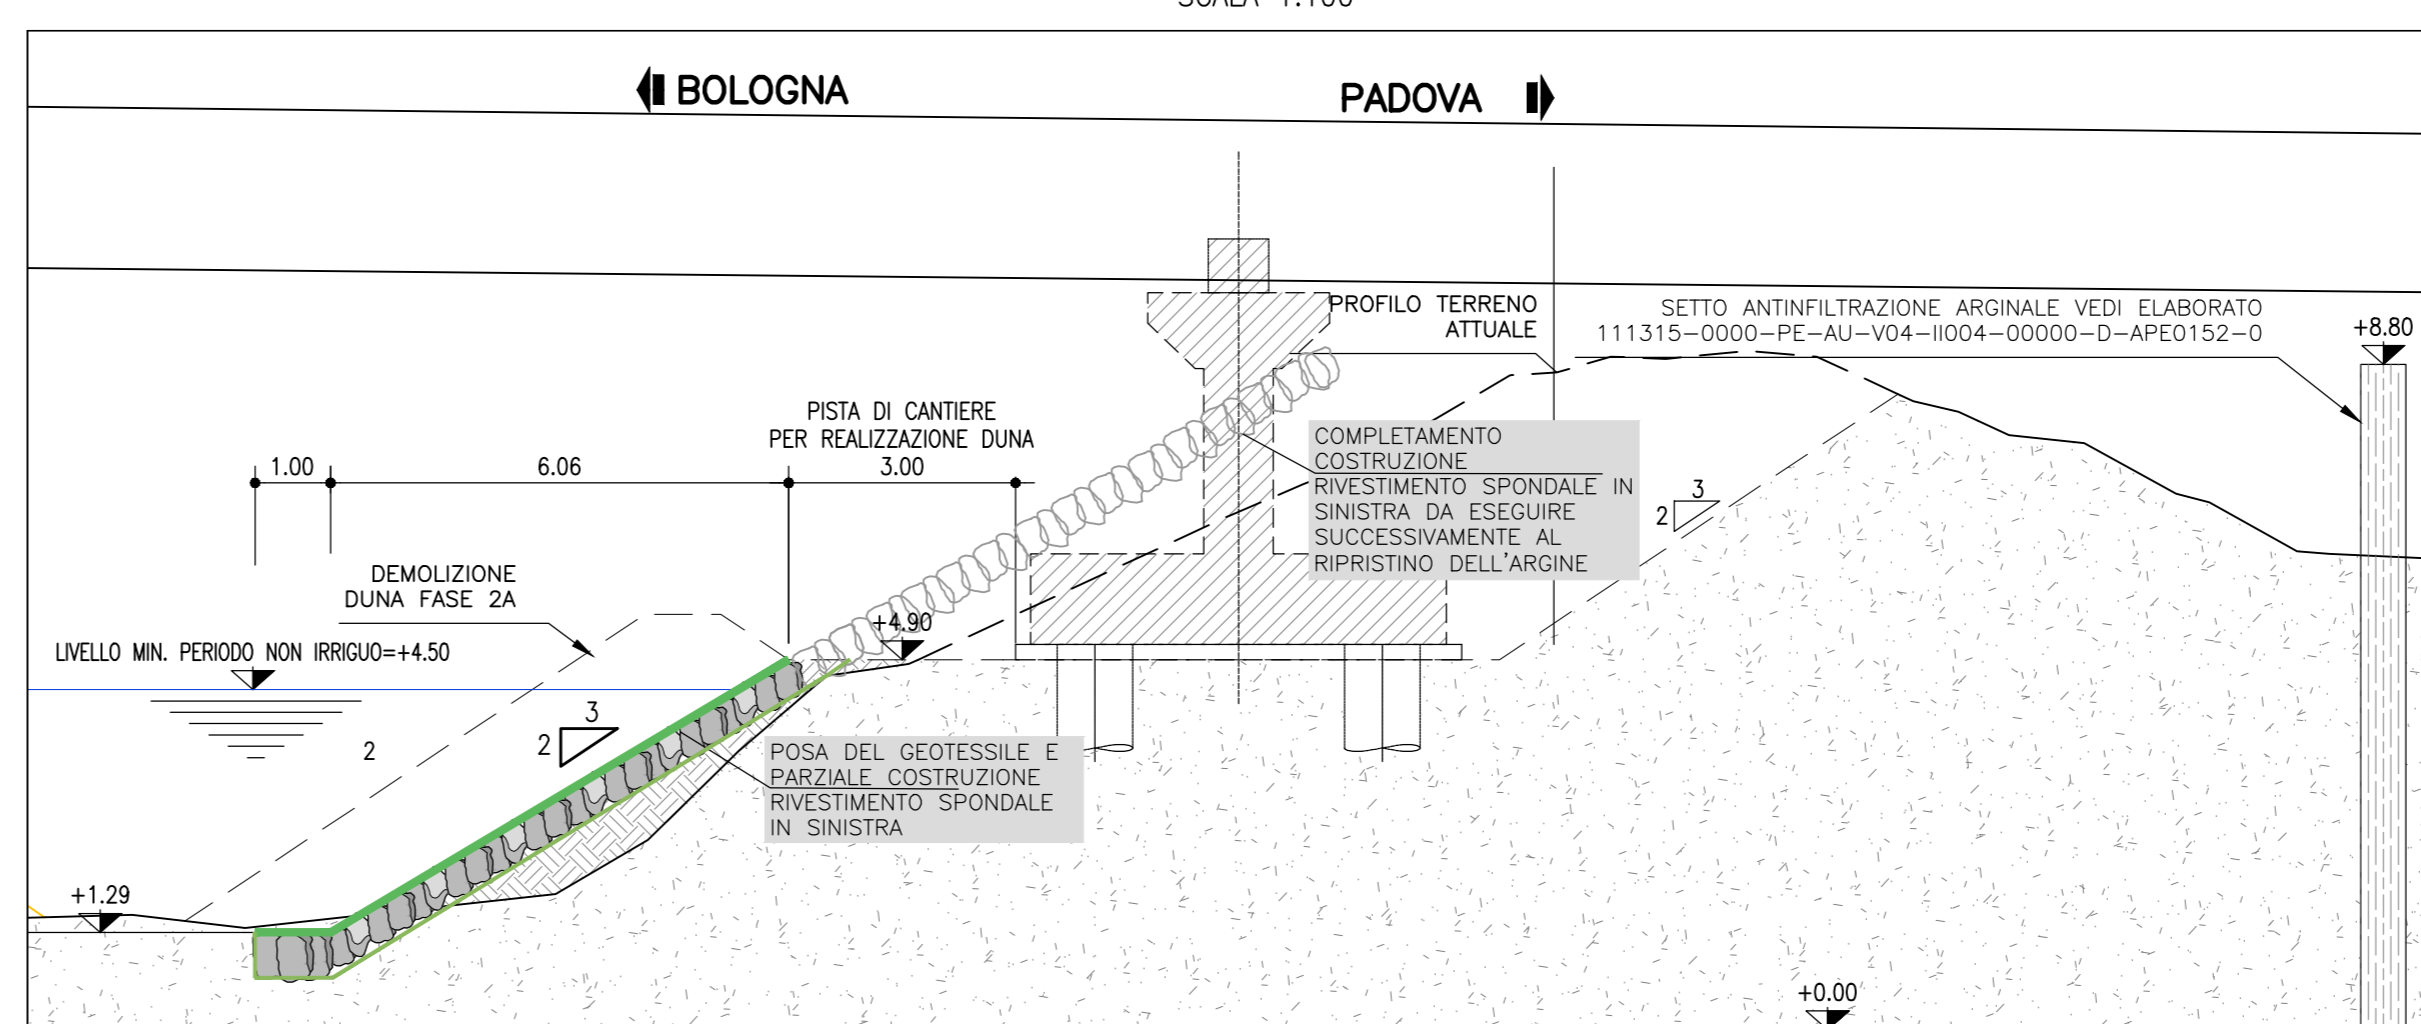 SCALA 1:100
BOLOGNA
PADOVA
PROFILO TERRENO
ATTUALE
SETTO ANTINFILTRAZIONE ARGINALE VEDI ELABORATO
111315-0000-PE-AU-V04-II004-00000-D-APE0152-0
+8.80
PISTA DI CANTIERE
PER REALIZZAZIONE DUNA
1.00
6.06
3.00
COMPLETAMENTO
COSTRUZIONE
RIVESTIMENTO SPONDALE IN
SINISTRA DA ESEGUIRE
SUCCESSIVAMENTE AL
RIPRISTINO DELL'ARGINE
3
2
DEMOLIZIONE
DUNA FASE 2A
+4.90
LIVELLO MIN. PERIODO NON IRRIGUO=+4.50
3
2
2
POSA DEL GEOTESSILE E
PARZIALE COSTRUZIONE
RIVESTIMENTO SPONDALE
IN SINISTRA
+1.29
+0.00